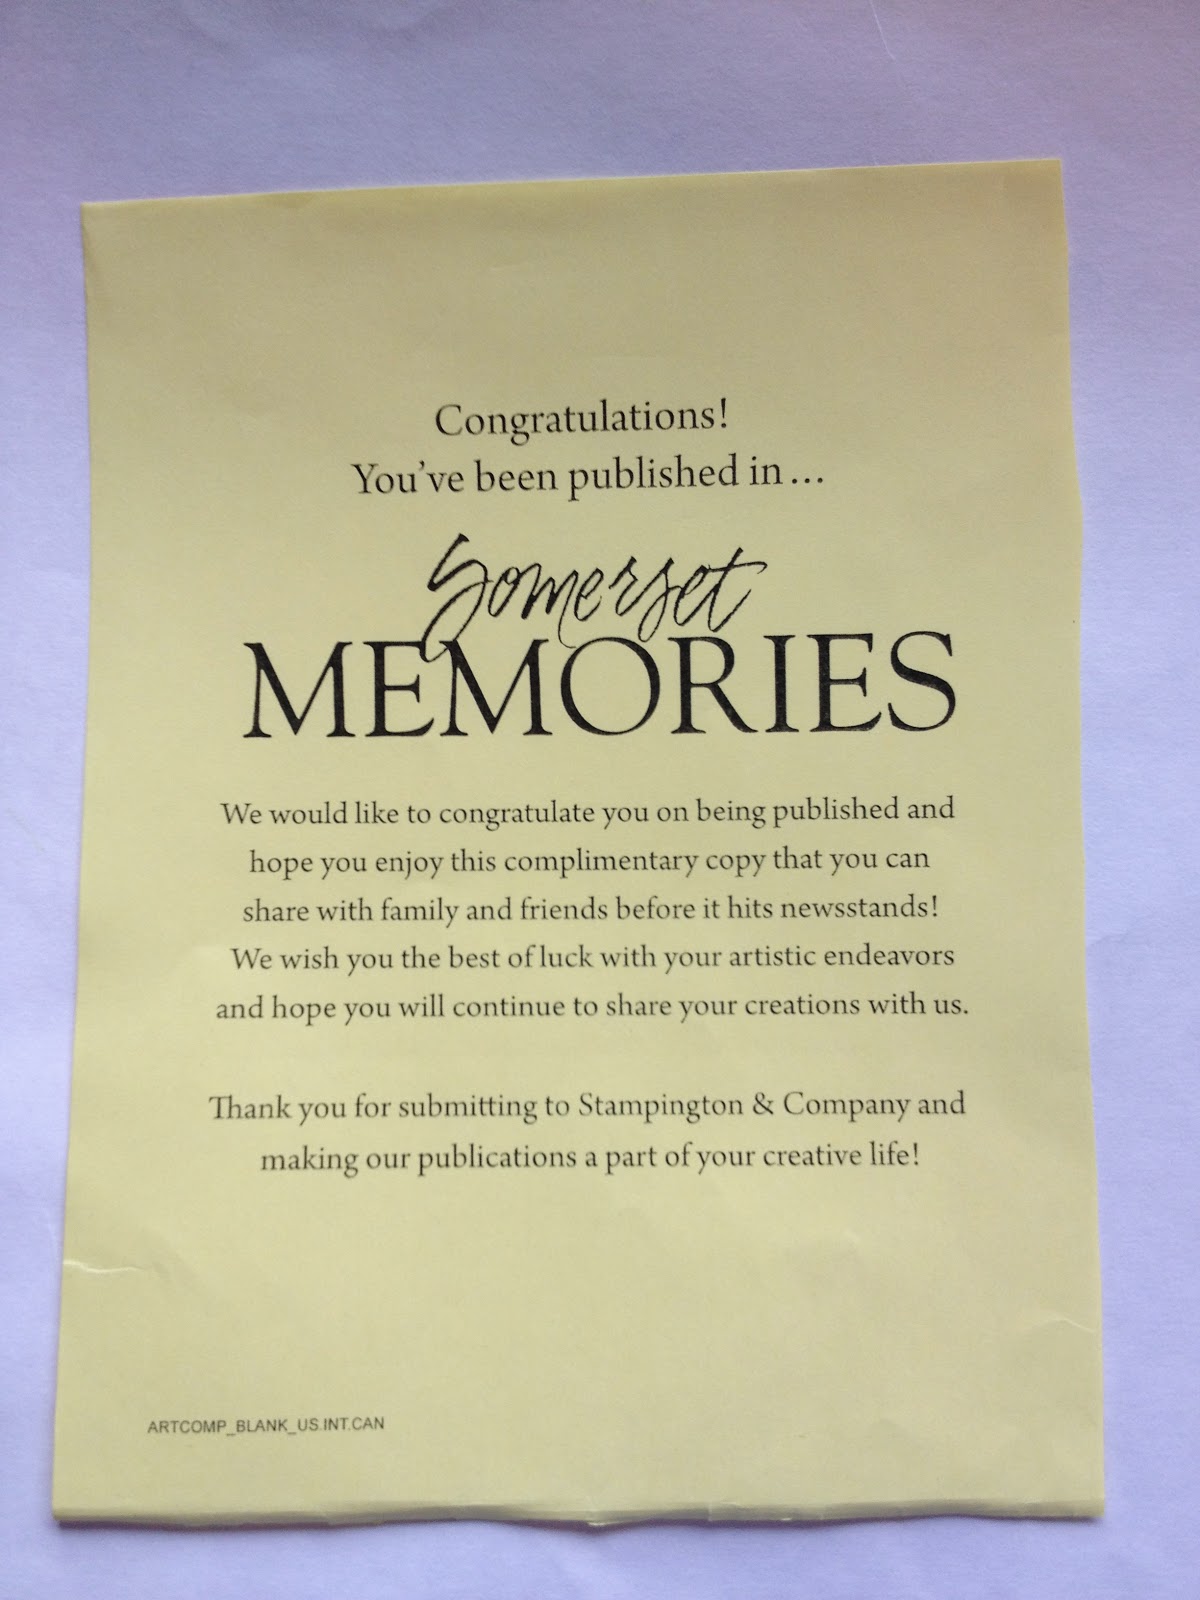 Congratulations!
You've been published in...
Somerset
MEMORIES
We would like to congratulate you on being published and
hope you enjoy this complimentary copy that you can
share with family and friends before it hits newsstands!
We wish you the best of luck with your artistic endeavors
and hope you will continue to share your creations with us.
Thank you for submitting to Stampington & Company and
making our publications a part of your creative life!
ARTCOMP_BLANK_US.INT.CAN